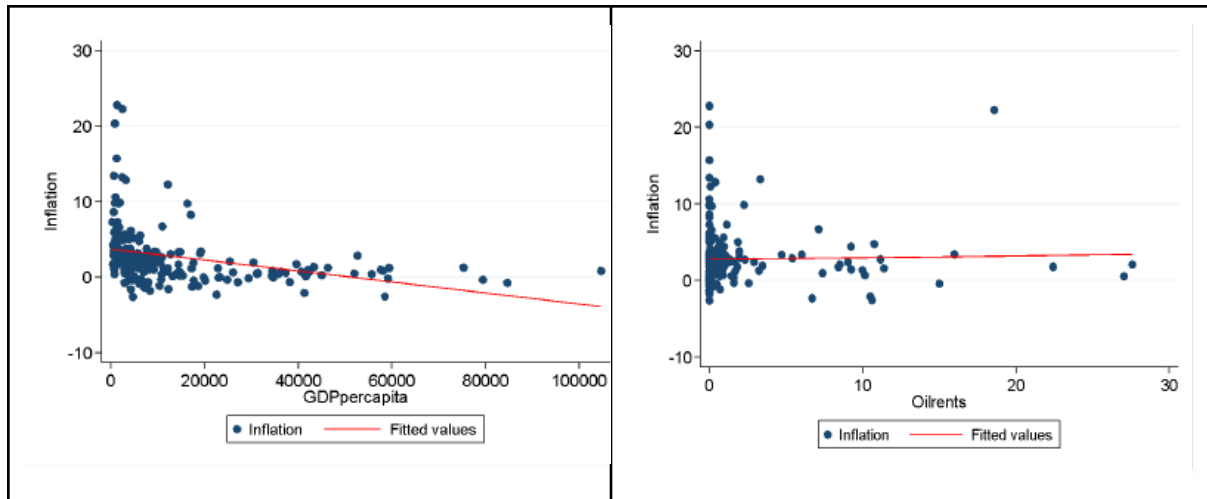 30
20
10
0
-10
Inflation
0 20000 40000 60000 80000 100000
GDPpercapita
Inflation Fitted values
30
20
10
0
-10
Inflation
0 10 20 30
Oilrents
Inflation Fitted values